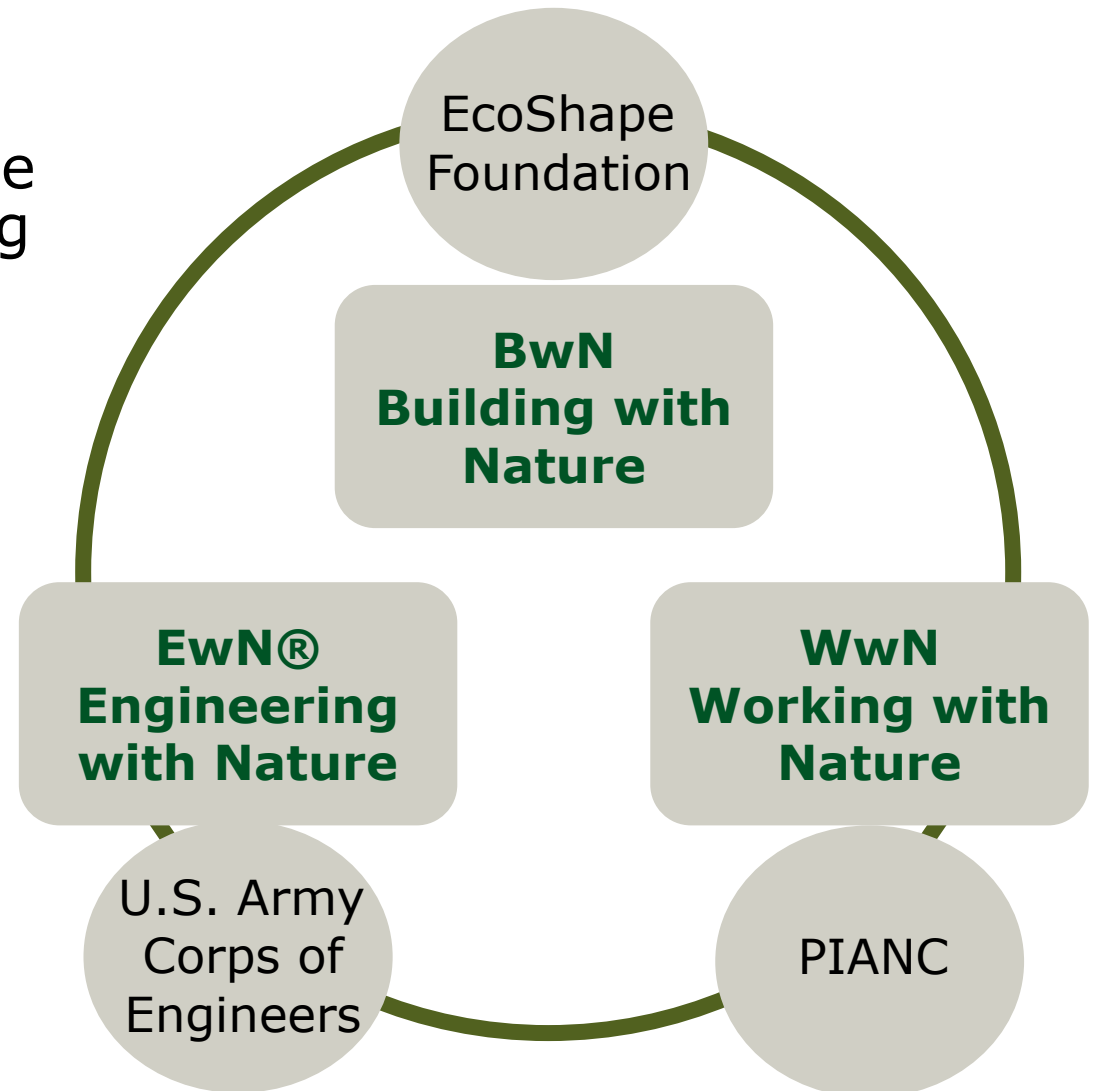 EcoShape
Foundation
e
g
BwN
Building with
Nature
EwN®
Engineering
with Nature
WwN
Working with
Nature
U.S. Army
Corps of
Engineers
PIANC